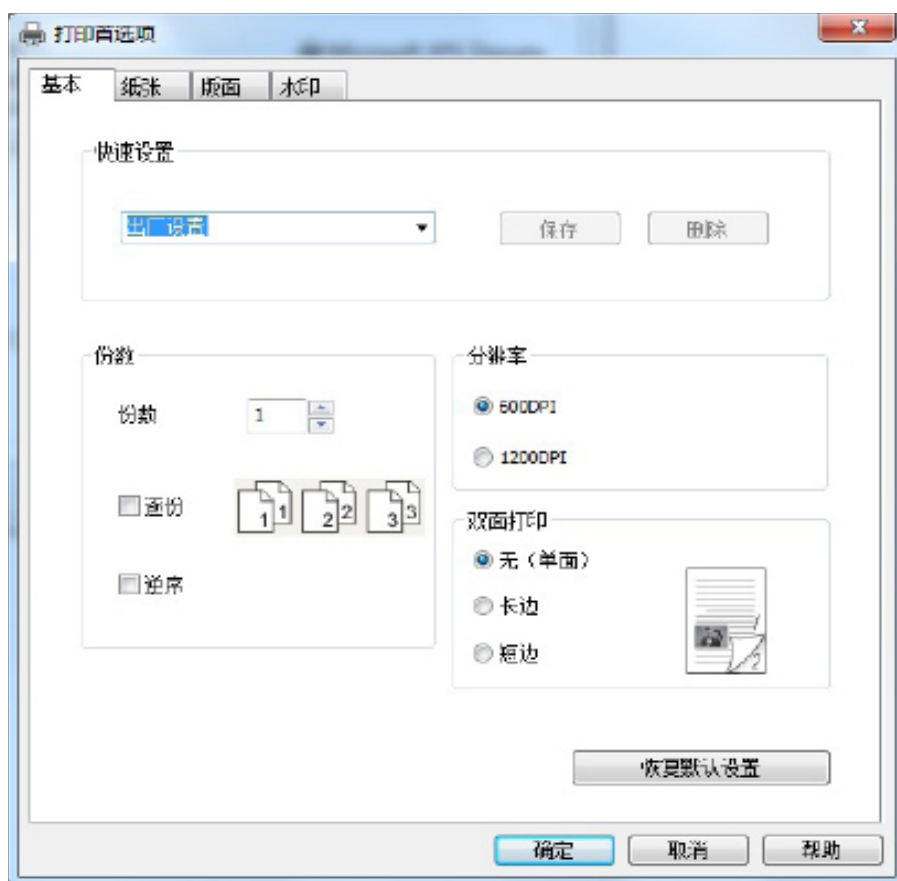 打印首选项
基本 纸张 版面 水印
快速设置
出厂设置
保存 删除
份数
份数 1
逐份
1 1 2 2 3 3
逆序
分辨率
600DPI
1200DPI
双面打印
无（单面）
长边
短边
2
恢复默认设置
确定 取消 帮助